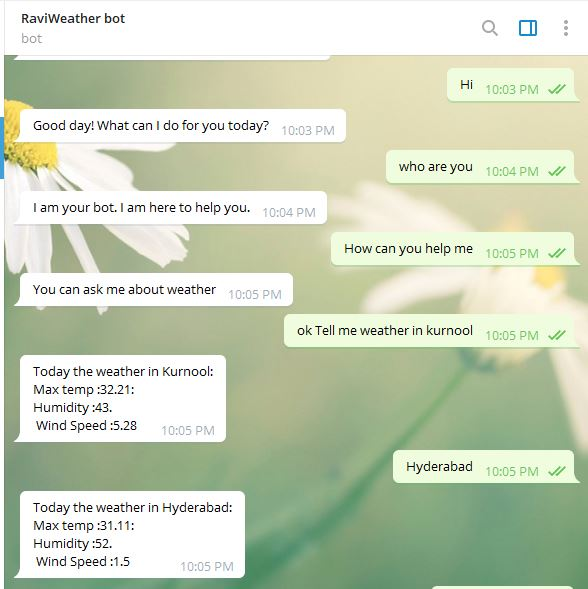 RaviWeather bot
bot
Hi 10:03 PM
Good day! What can I do for you today? 10:03 PM
who are you 10:04 PM
I am your bot. I am here to help you. 10:04 PM
How can you help me 10:05 PM
You can ask me about weather 10:05 PM
ok Tell me weather in kurnool 10:05 PM
Today the weather in Kurnool:
Max temp :32.21:
Humidity :43.
Wind Speed :5.28 10:05 PM
Hyderabad 10:05 PM
Today the weather in Hyderabad:
Max temp :31.11:
Humidity :52.
Wind Speed :1.5 10:05 PM